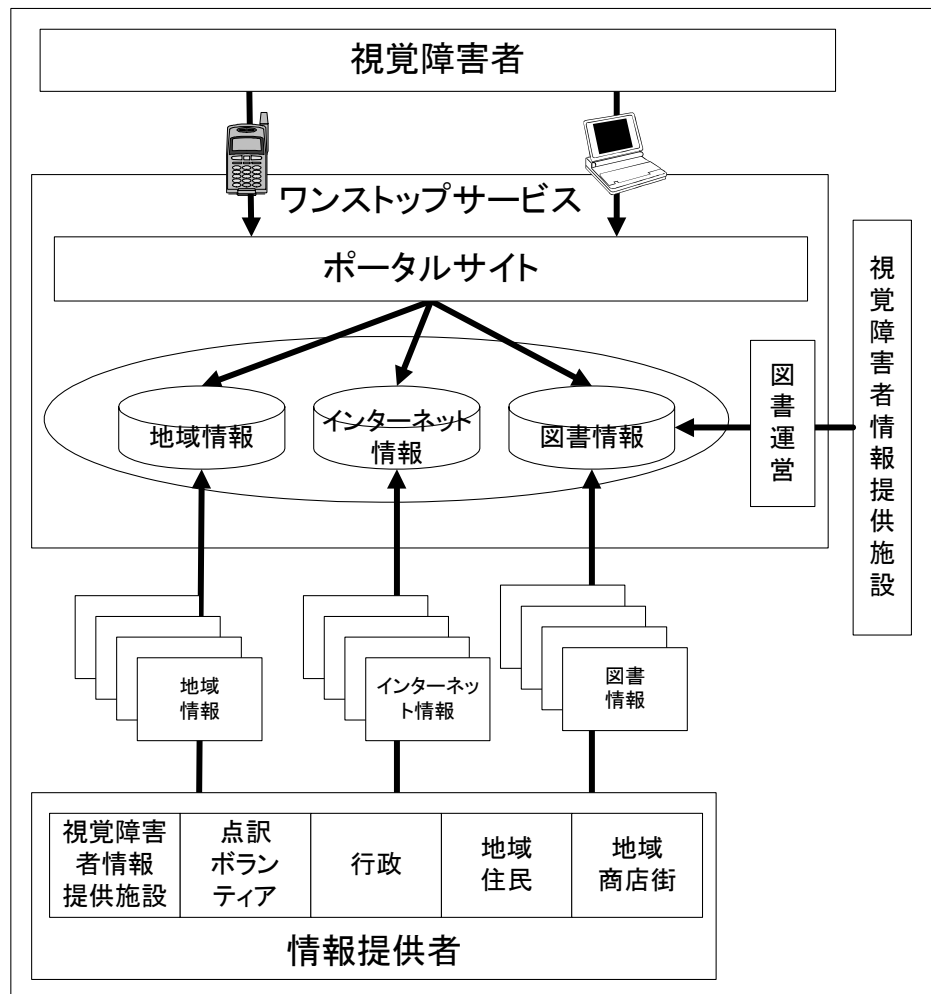 視覚障害者
ワンストップサービス
ポータルサイト
地域情報
インターネット
情報
図書情報
図書運営
視覚障害者情報提供施設
地域
情報
インターネッ
ト情報
図書
情報
視覚障害
者情報
提供施設
点訳
ボラン
ティア
行政
地域
住民
地域
商店街
情報提供者